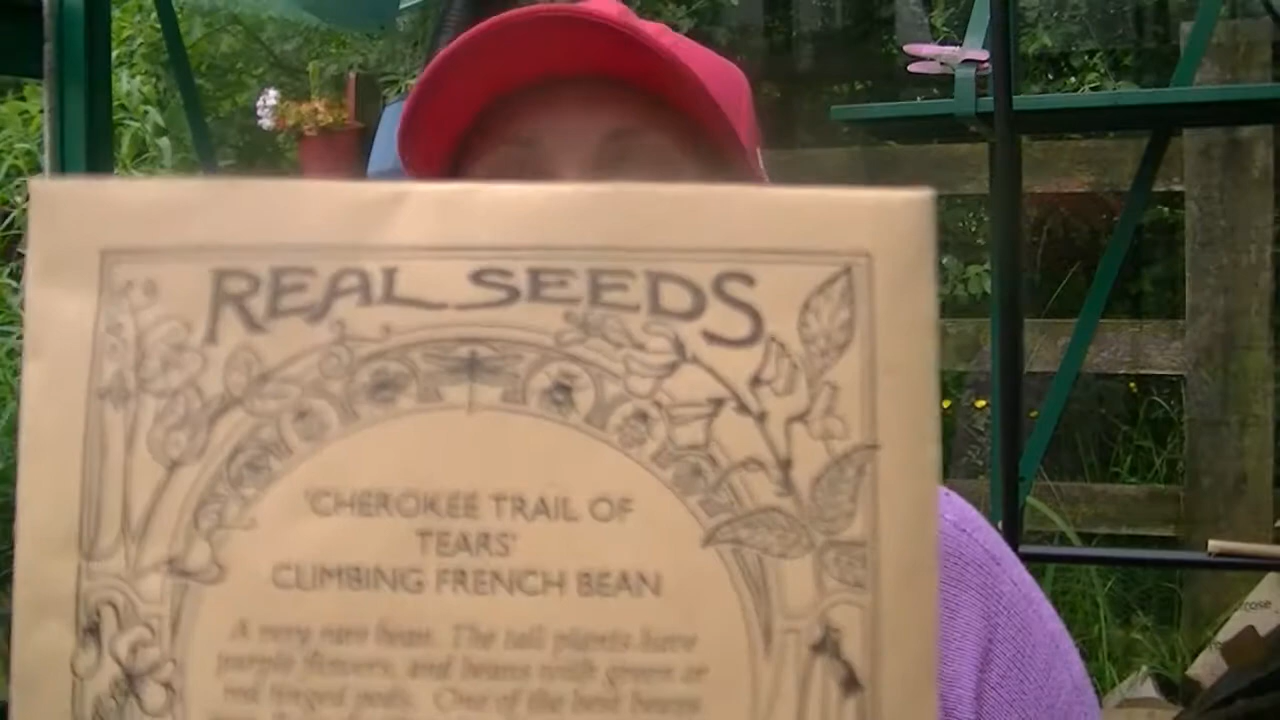 REAL SEEDS
'CHEROKEE TRAIL OF
TEARS'
CLIMBING FRENCH BEAN
A very rare bean. The tall plants have
purple flowers, and beans with green or
red tinged pods. One of the best beans